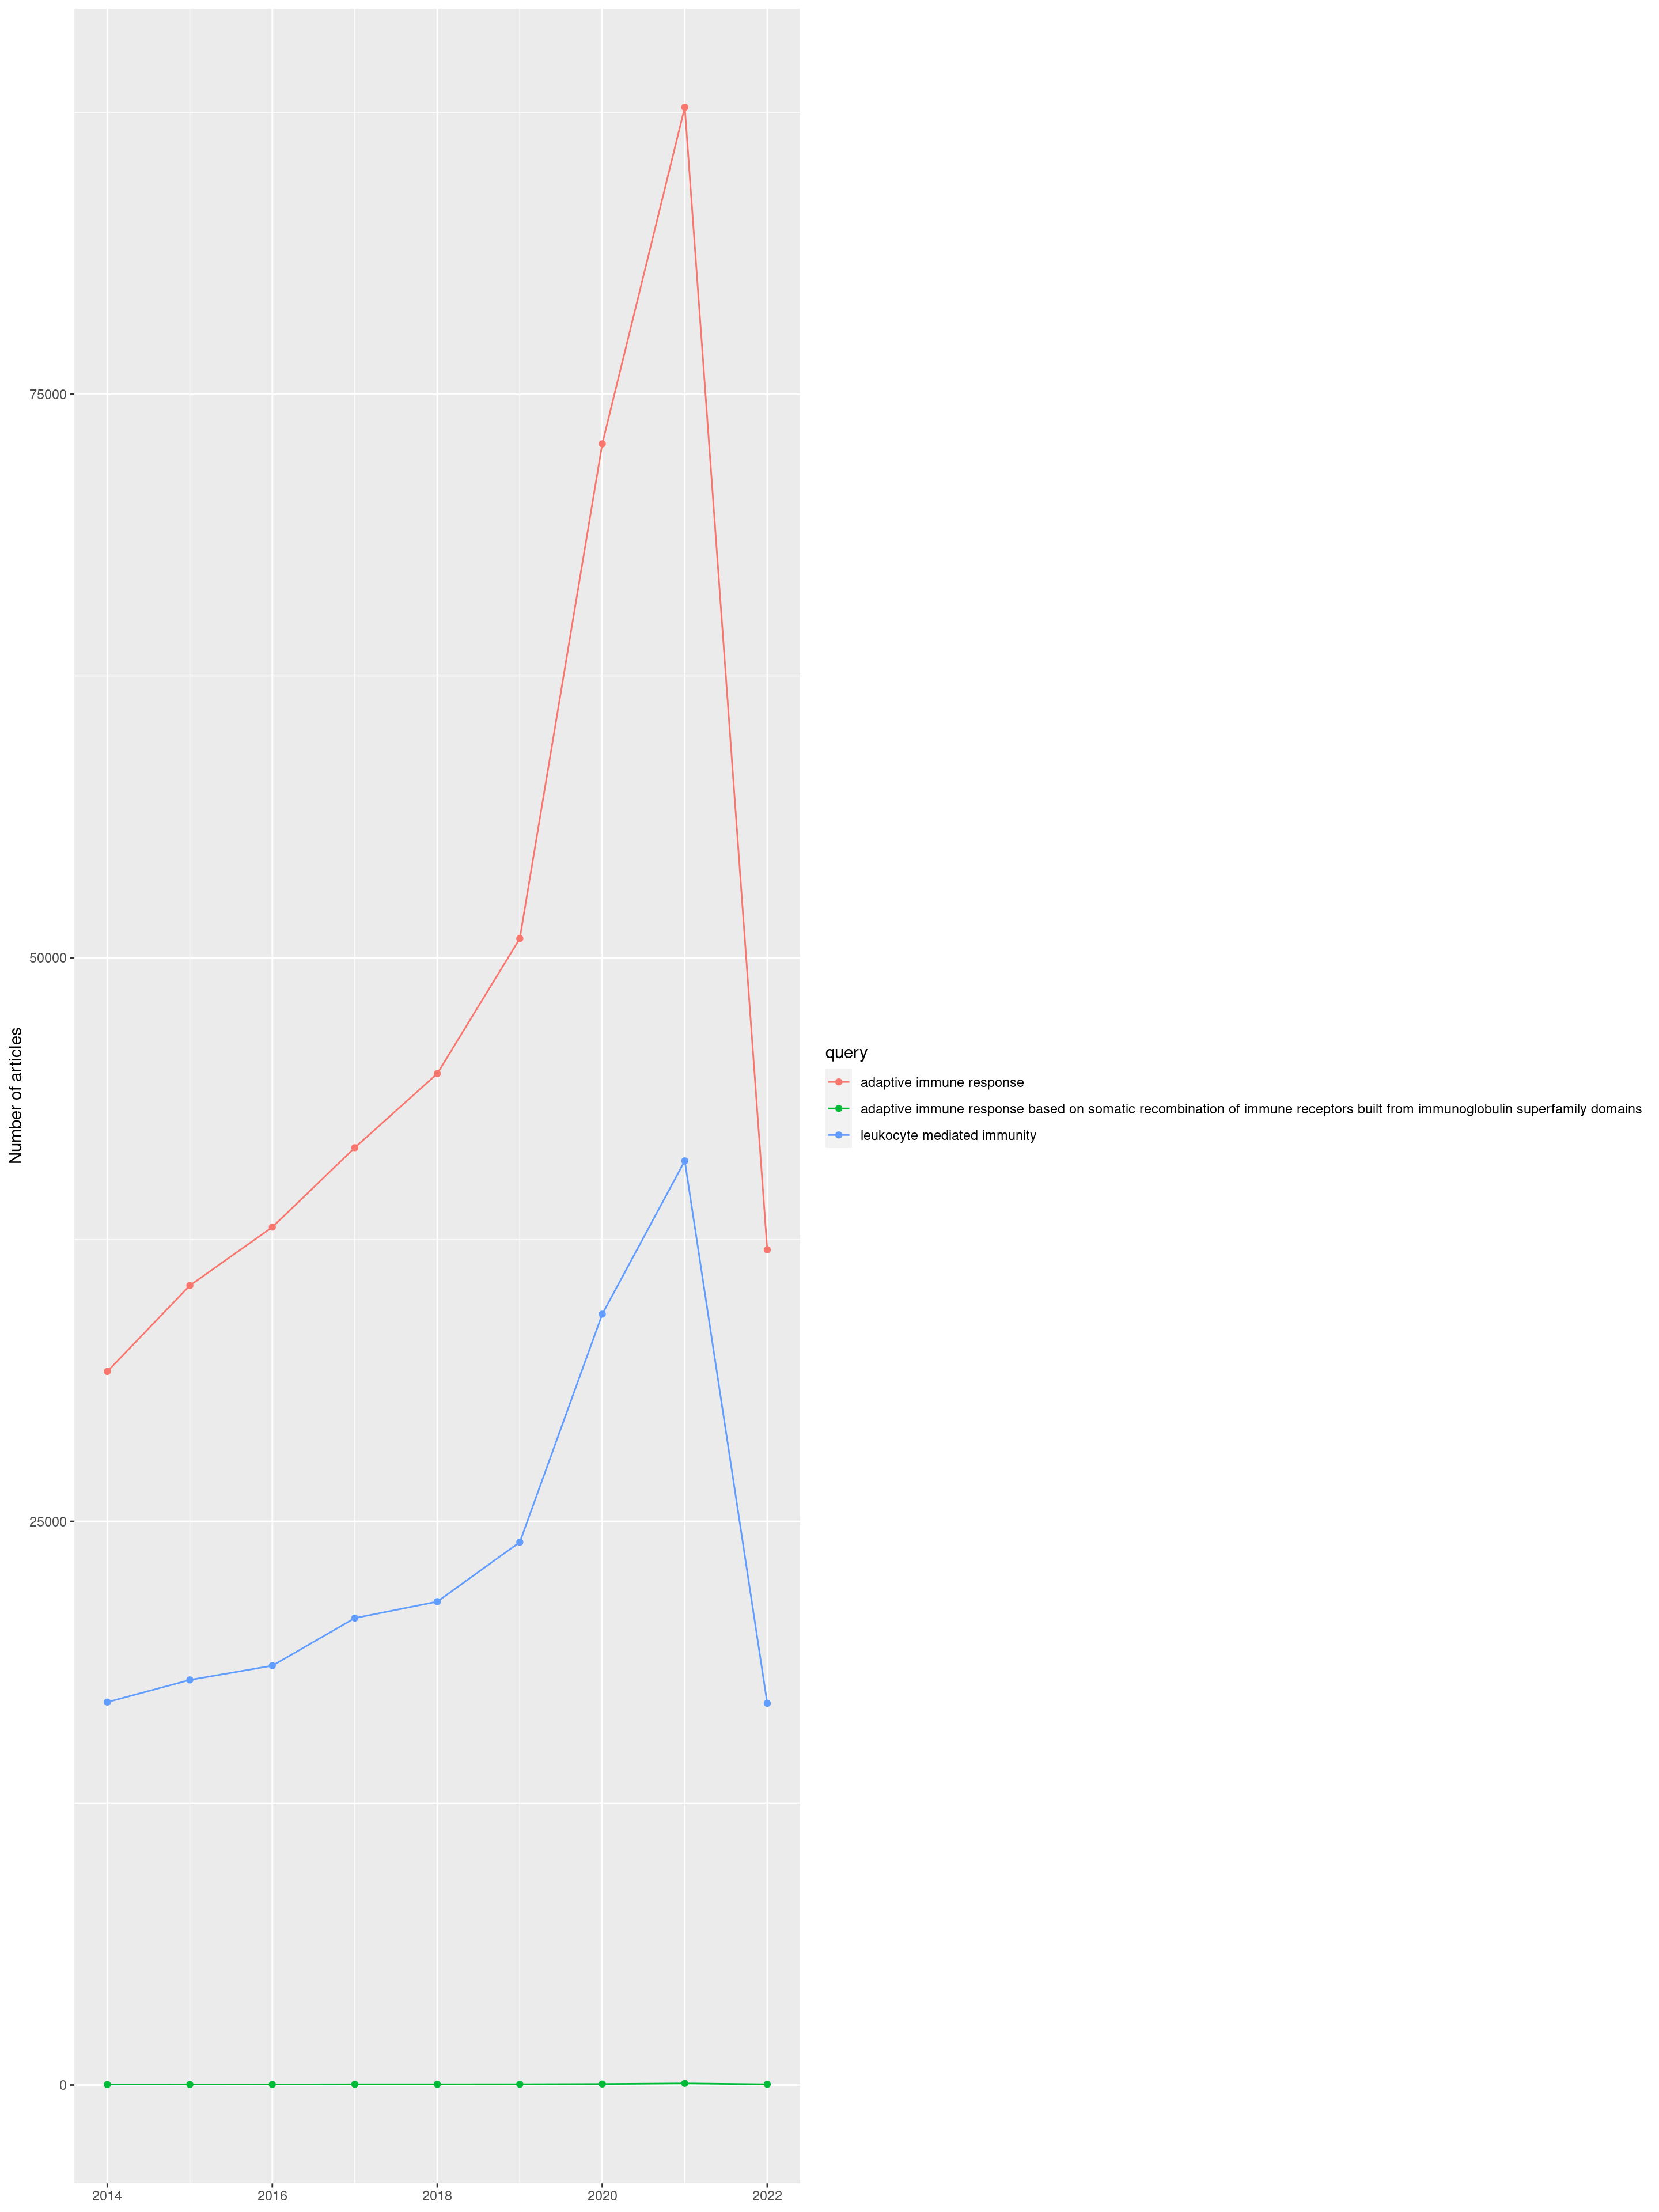 Number of articles
75000
50000
25000
0
2014 2016 2018 2020 2022
query
adaptive immune response
adaptive immune response based on somatic recombination of immune receptors built from immunoglobulin superfamily domains
leukocyte mediated immunity